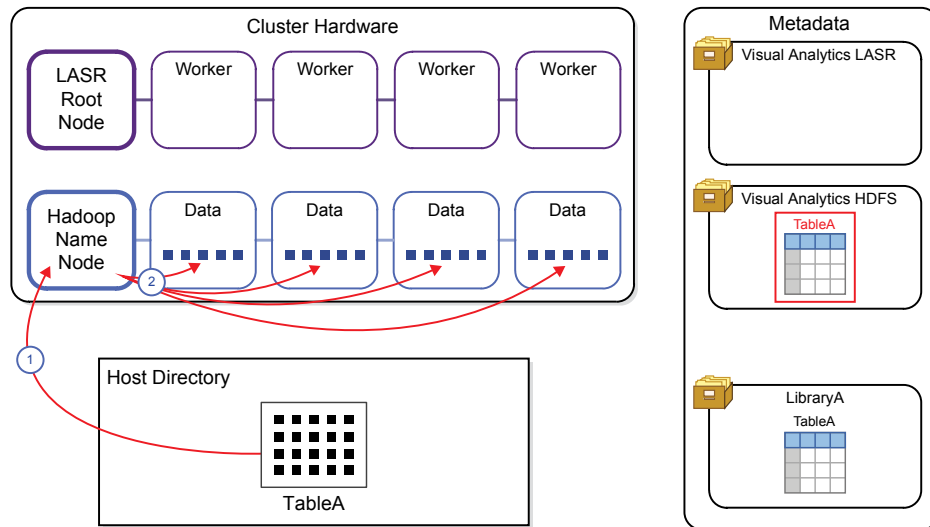 Cluster Hardware
LASR
Root
Node
Worker
Worker
Worker
Worker
Hadoop
Name
Node
Data
Data
Data
Data
2
1
Host Directory
TableA
Metadata
Visual Analytics LASR
Visual Analytics HDFS
TableA
LibraryA
TableA